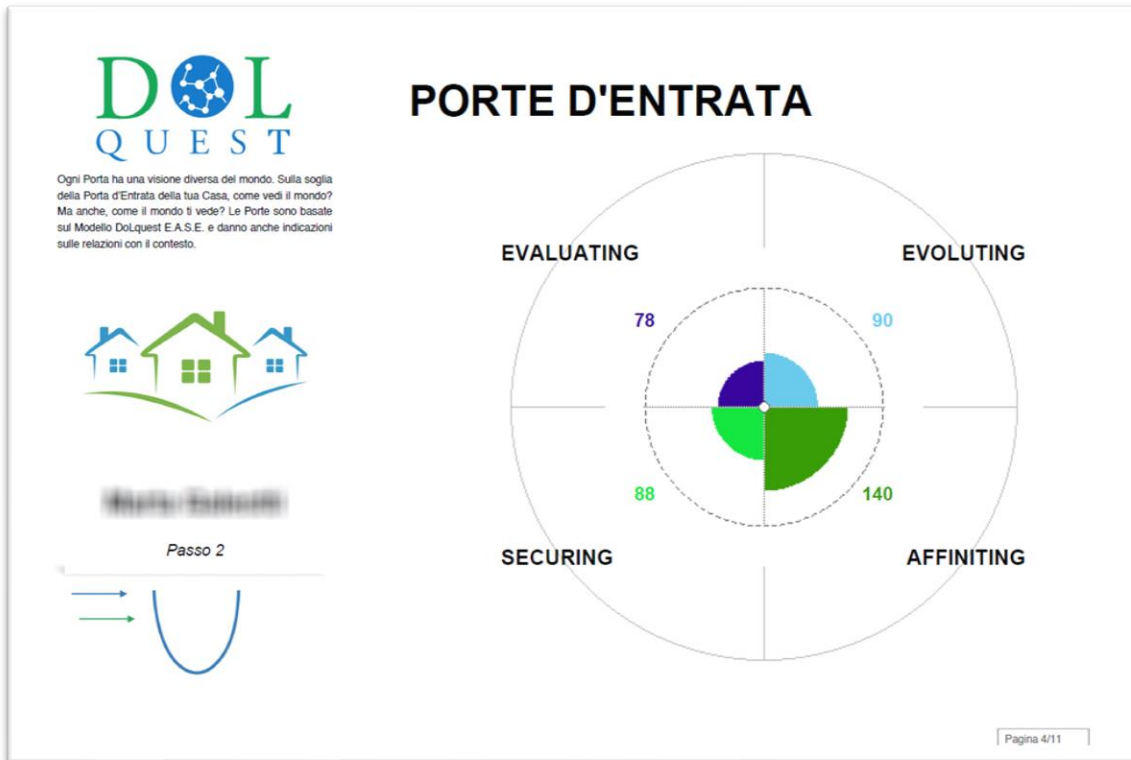 DOL
QUEST
PORTE D'ENTRATA
Ogni Porta ha una visione diversa del mondo. Sulla soglia
della Porta d'Entrata della tua Casa, come vedi il mondo?
Ma anche, come il mondo ti vede? Le Porte sono basate
sul Modello DoLquest E.A.S.E. e danno anche indicazioni
sulle relazioni con il contesto.
EVALUATING
EVOLUTING
78
90
88
140
SECURING
AFFINITING
Passo 2
Pagina 4/11